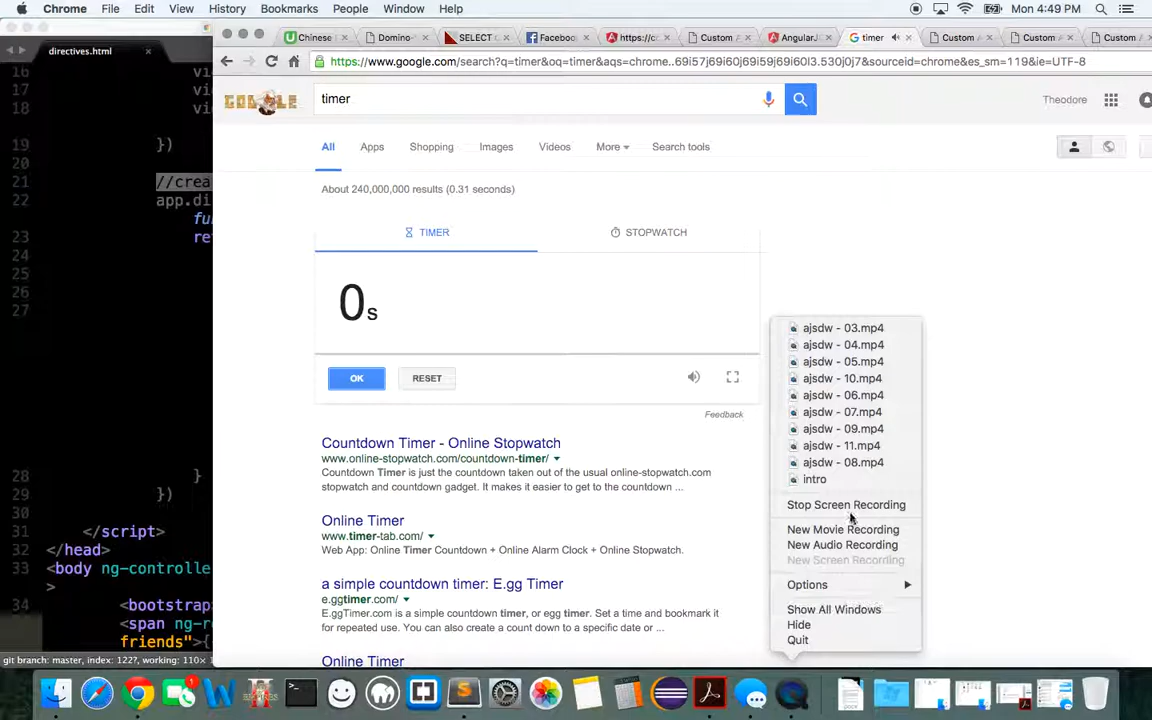 Chrome File Edit View History Bookmarks People Window Help Mon 4:49 PM
directives.html
Chinese Domino- SELECT Facebook https://c Custom AngularJ timer Custom Custom Custom
https://www.google.com/search?q=timer&oq=timer&aqs=chrome..69i57j69i60j69i59j69i60l3.530j0j7&sourceid=chrome&es_sm=119&ie=UTF-8
timer
Theodore
All Apps Shopping Images Videos More Search tools
About 240,000,000 results (0.31 seconds)
TIMER STOPWATCH
0s
OK RESET
Feedback
Countdown Timer - Online Stopwatch
www.online-stopwatch.com/countdown-timer/
Countdown Timer is just the countdown taken out of the usual online-stopwatch.com
stopwatch and countdown gadget. It makes it easier to get to the countdown ...
Online Timer
www.timer-tab.com/
Web App: Online Timer Countdown + Online Alarm Clock + Online Stopwatch.
a simple countdown timer: E.gg Timer
e.ggtimer.com/
E.ggTimer.com is a simple countdown timer, or egg timer. Set a time and bookmark it
for repeated use. You can also create a count down to a specific date or ...
Online Timer
ajsdw - 03.mp4
ajsdw - 04.mp4
ajsdw - 05.mp4
ajsdw - 10.mp4
ajsdw - 06.mp4
ajsdw - 07.mp4
ajsdw - 09.mp4
ajsdw - 11.mp4
ajsdw - 08.mp4
intro
Stop Screen Recording
New Movie Recording
New Audio Recording
New Screen Recording
Options
Show All Windows
Hide
Quit
16 vi
17 vi
18 vi
19 })
20
21 //crea
22 app.di
fu
23 re
24
25
26
27
28 }
29 })
30
31 </script>
32 </head>
33 <body ng-controlle
>
34 <bootstrap
<span ng-r
friends">{
git branch: master, index: 122?, working: 110×